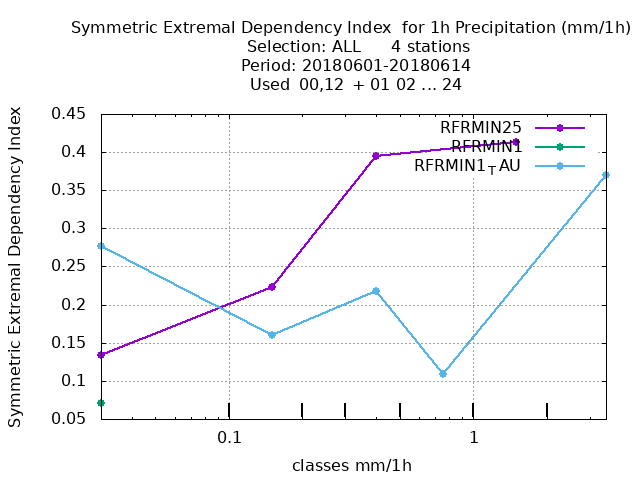 Symmetric Extremal Dependency Index for 1h Precipitation (mm/1h)
Selection: ALL 4 stations
Period: 20180601-20180614
Used 00,12 + 01 02 ... 24
Symmetric Extremal Dependency Index
0.45
0.4
0.35
0.3
0.25
0.2
0.15
0.1
0.05
RFRMIN25
RFRMIN1
RFRMIN1TAU
0.1
1
classes mm/1h